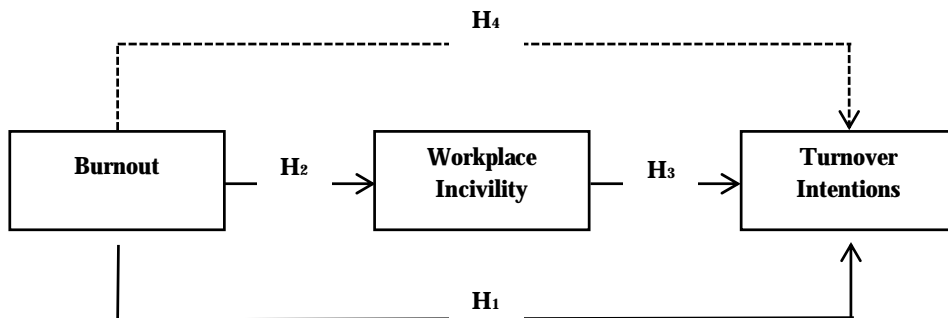 H4
Burnout
H2
Workplace
Incivility
H3
Turnover
Intentions
H1